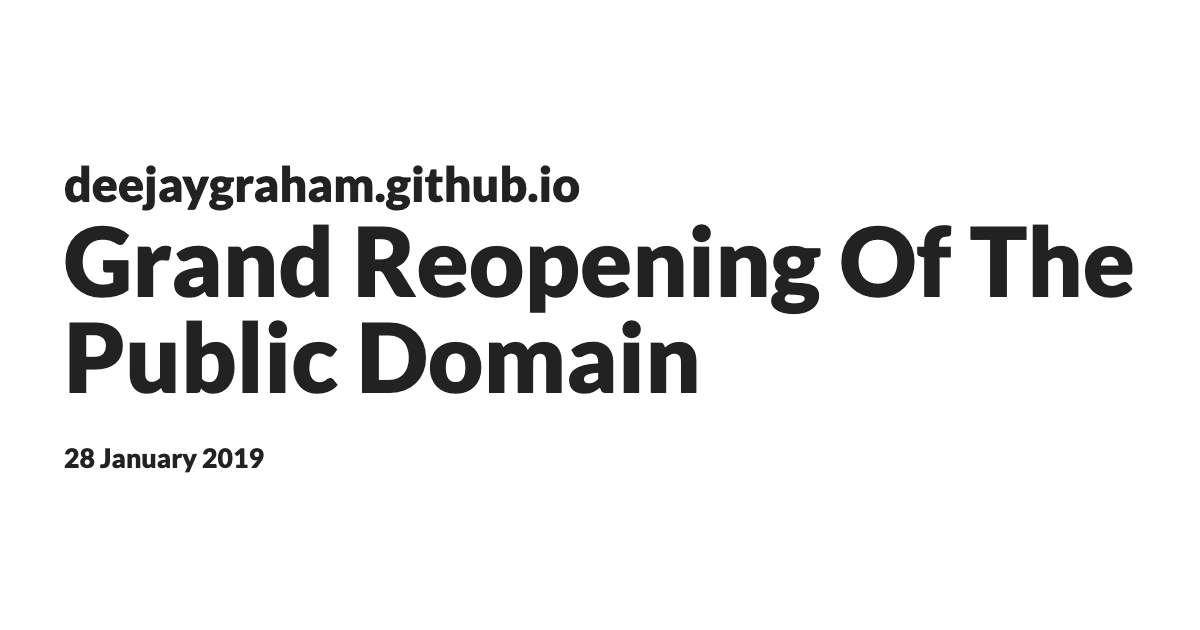 deejaygraham.github.io
Grand Reopening Of The
Public Domain
28 January 2019